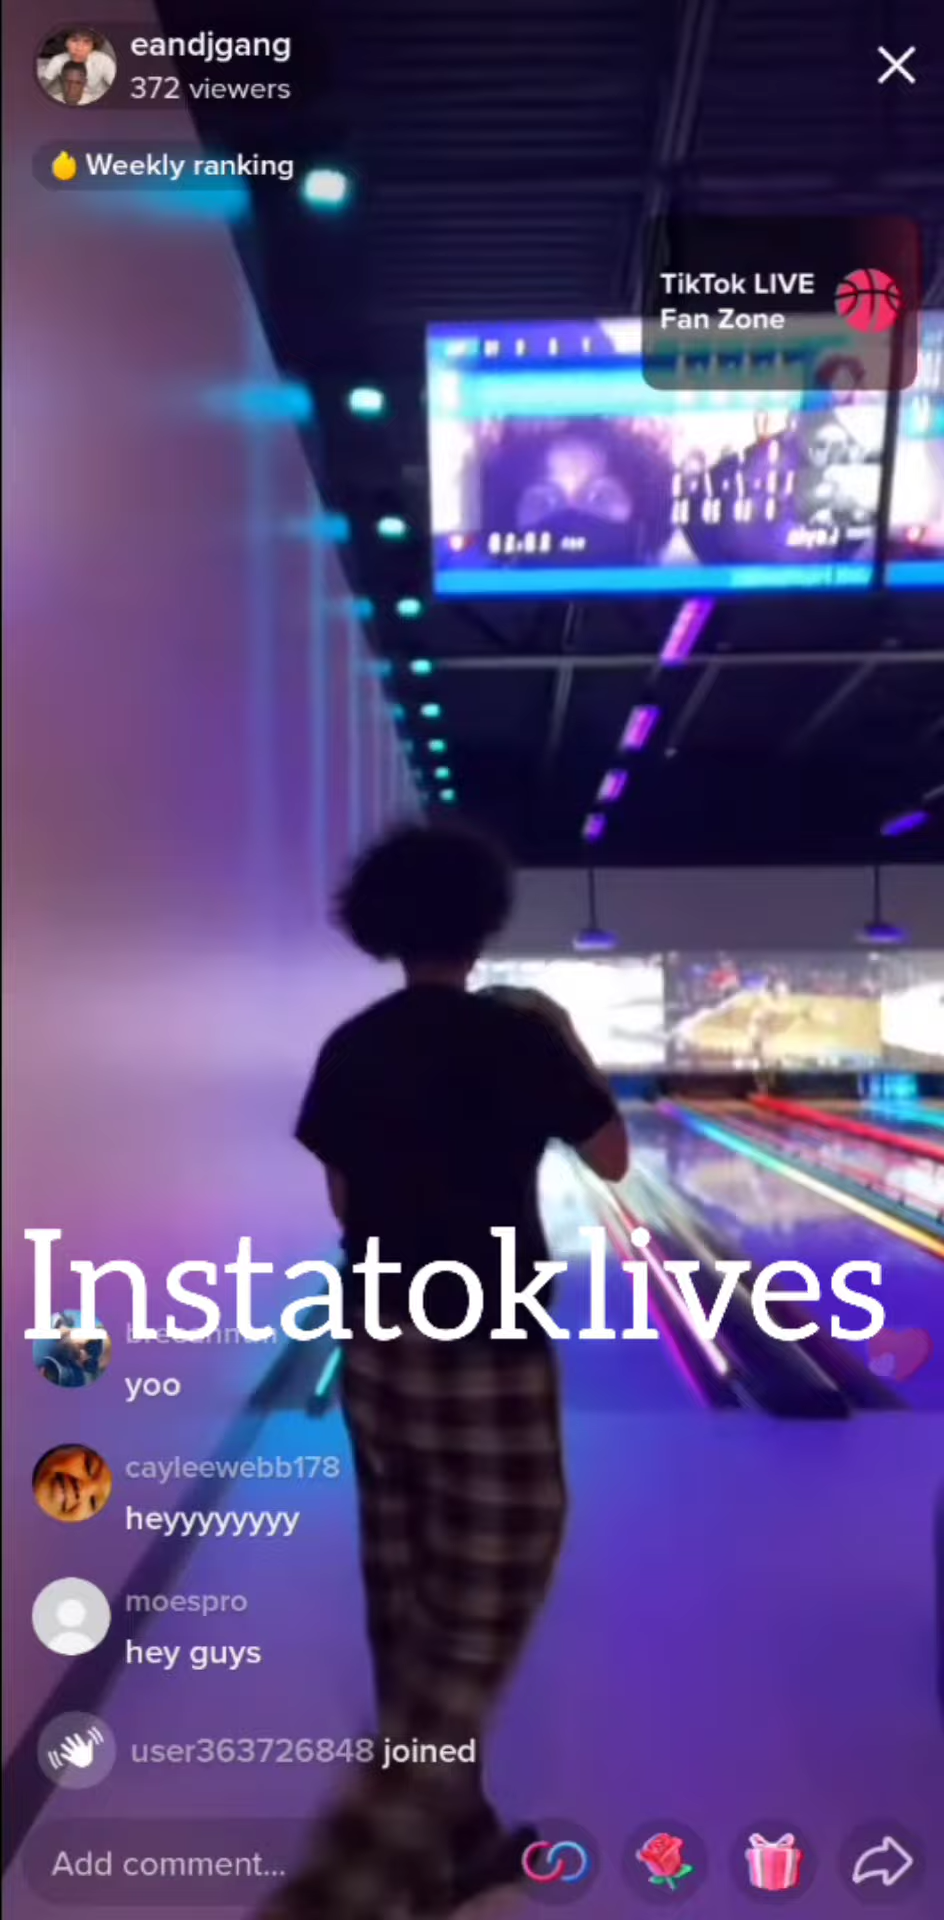 eandjgang
372 viewers
Weekly ranking
TikTok LIVE
Fan Zone
Instatoklives
yoo
cayleewebb178
heyyyyyyyy
moespro
hey guys
user363726848 joined
Add comment...